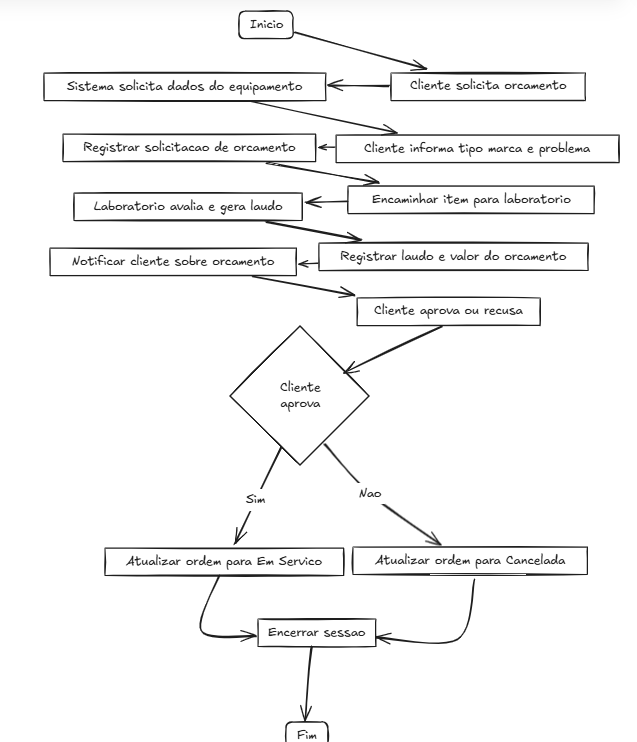 Inicio
Cliente solicita orcamento
Sistema solicita dados do equipamento
Cliente informa tipo marca e problema
Registrar solicitacao de orcamento
Encaminhar item para laboratorio
Laboratorio avalia e gera laudo
Registrar laudo e valor do orcamento
Notificar cliente sobre orcamento
Cliente aprova ou recusa
Cliente
aprova
Sim
Nao
Atualizar ordem para Em Servico
Atualizar ordem para Cancelada
Encerrar sessao
Fim